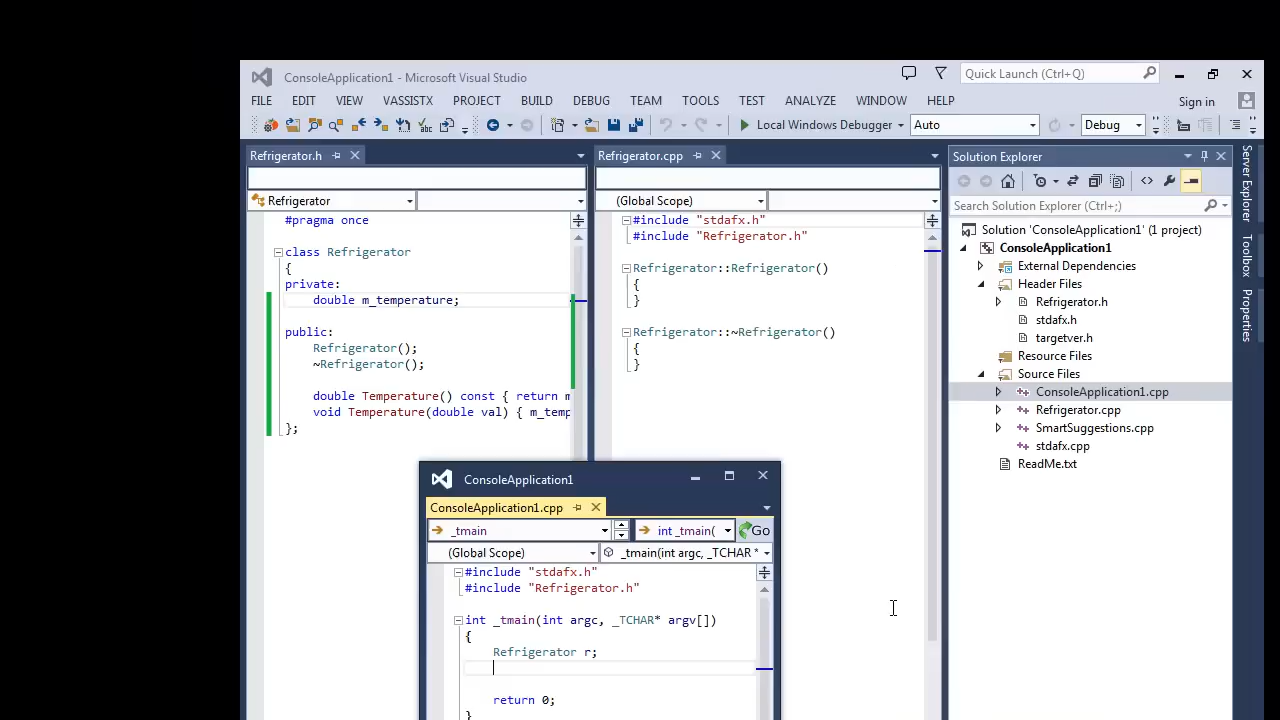 ConsoleApplication1 - Microsoft Visual Studio
Quick Launch (Ctrl+Q)
FILE EDIT VIEW VASSISTX PROJECT BUILD DEBUG TEAM TOOLS TEST ANALYZE WINDOW HELP
Sign in
Local Windows Debugger
Auto
Debug
Refrigerator.h
Refrigerator
#pragma once
class Refrigerator
{
private:
double m_temperature;
public:
Refrigerator();
~Refrigerator();
double Temperature() const { return m
void Temperature(double val) { m_temp
};
Refrigerator.cpp
(Global Scope)
#include "stdafx.h"
#include "Refrigerator.h"
Refrigerator::Refrigerator()
{
}
Refrigerator::~Refrigerator()
{
}
ConsoleApplication1
ConsoleApplication1.cpp
_tmain
int _tmain(
Go
(Global Scope)
_tmain(int argc, _TCHAR *
#include "stdafx.h"
#include "Refrigerator.h"
int _tmain(int argc, _TCHAR* argv[])
{
Refrigerator r;
return 0;
}
Solution Explorer
Search Solution Explorer (Ctrl+;)
Solution 'ConsoleApplication1' (1 project)
ConsoleApplication1
External Dependencies
Header Files
Refrigerator.h
stdafx.h
targetver.h
Resource Files
Source Files
ConsoleApplication1.cpp
Refrigerator.cpp
SmartSuggestions.cpp
stdafx.cpp
ReadMe.txt
Server Explorer
Toolbox
Properties